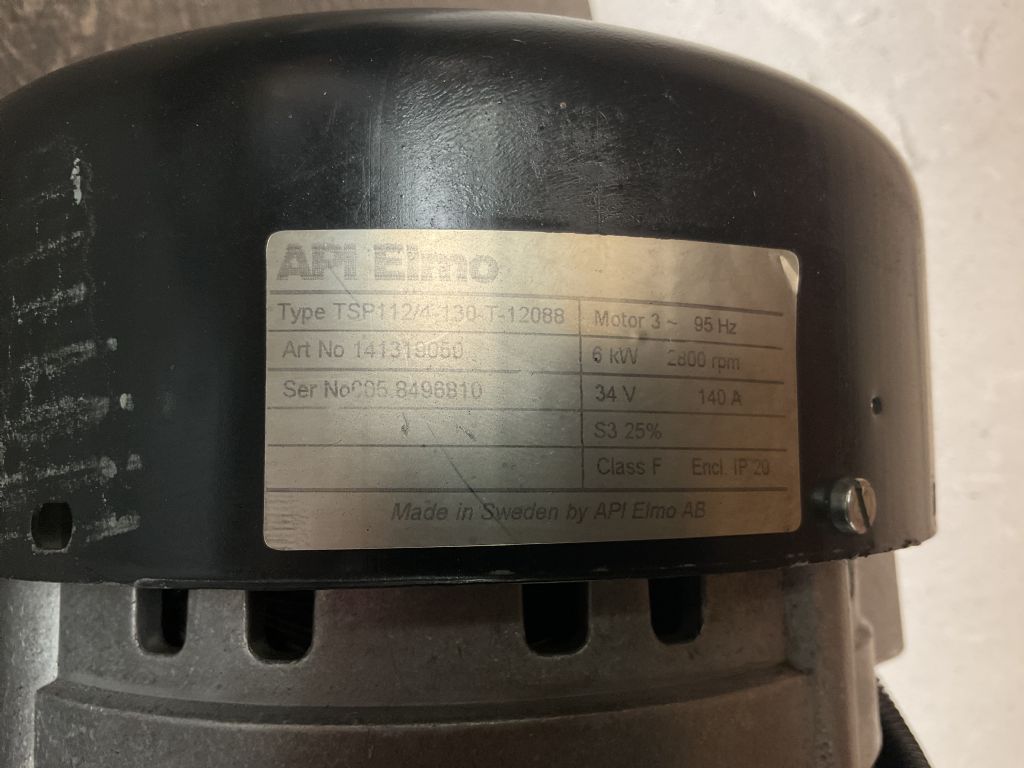 API Elmo
Type TSP112/4-130-T-12088
Motor 3 ~ 95 Hz
Art No 141319050
6 kW 2800 rpm
Ser No 005.8496810
34 V 140 A
S3 25%
Class F Encl. IP 20
Made in Sweden by API Elmo AB